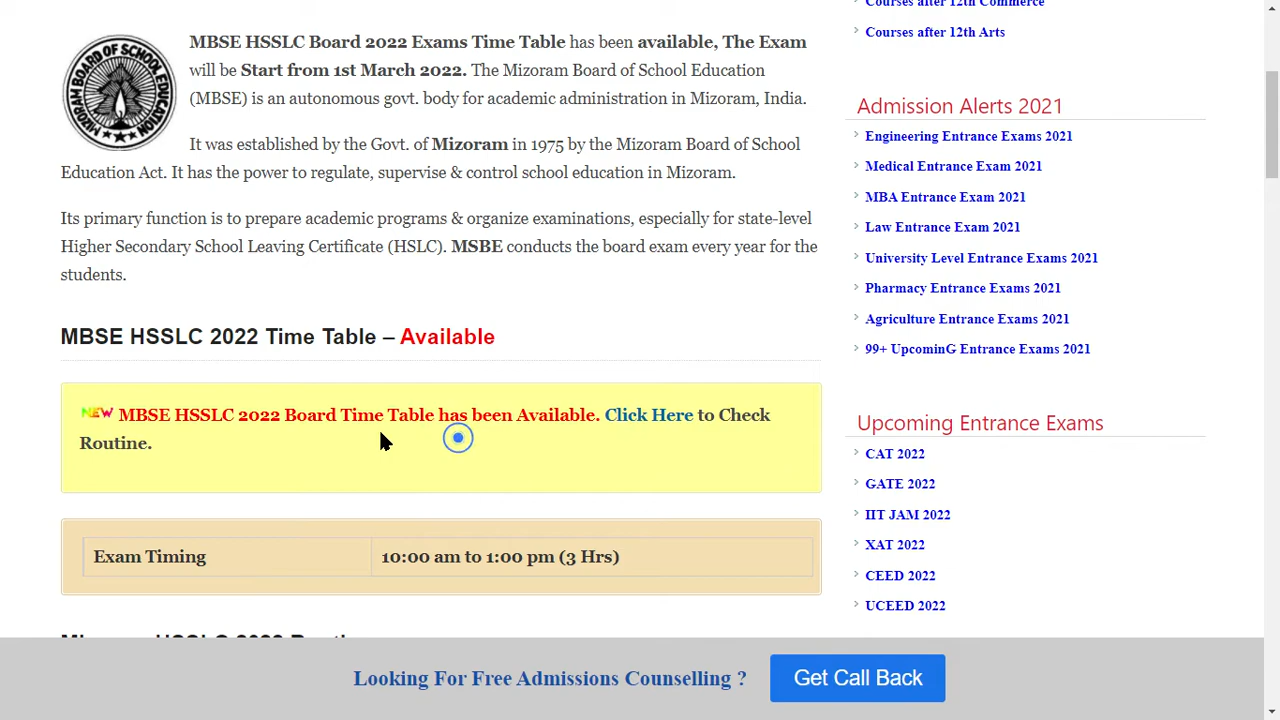 Courses after 12th Commerce
Courses after 12th Arts
MIZORAM BOARD OF SCHOOL EDUCATION
MBSE HSSLC Board 2022 Exams Time Table has been available, The Exam
will be Start from 1st March 2022. The Mizoram Board of School Education
(MBSE) is an autonomous govt. body for academic administration in Mizoram, India.
It was established by the Govt. of Mizoram in 1975 by the Mizoram Board of School
Education Act. It has the power to regulate, supervise & control school education in Mizoram.
Its primary function is to prepare academic programs & organize examinations, especially for state-level
Higher Secondary School Leaving Certificate (HSLC). MSBE conducts the board exam every year for the
students.
MBSE HSSLC 2022 Time Table – Available
NEW MBSE HSSLC 2022 Board Time Table has been Available. Click Here to Check
Routine.
Exam Timing 10:00 am to 1:00 pm (3 Hrs)
Admission Alerts 2021
Engineering Entrance Exams 2021
Medical Entrance Exam 2021
MBA Entrance Exam 2021
Law Entrance Exam 2021
University Level Entrance Exams 2021
Pharmacy Entrance Exams 2021
Agriculture Entrance Exams 2021
99+ UpcominG Entrance Exams 2021
Upcoming Entrance Exams
CAT 2022
GATE 2022
IIT JAM 2022
XAT 2022
CEED 2022
UCEED 2022
Looking For Free Admissions Counselling ?
Get Call Back